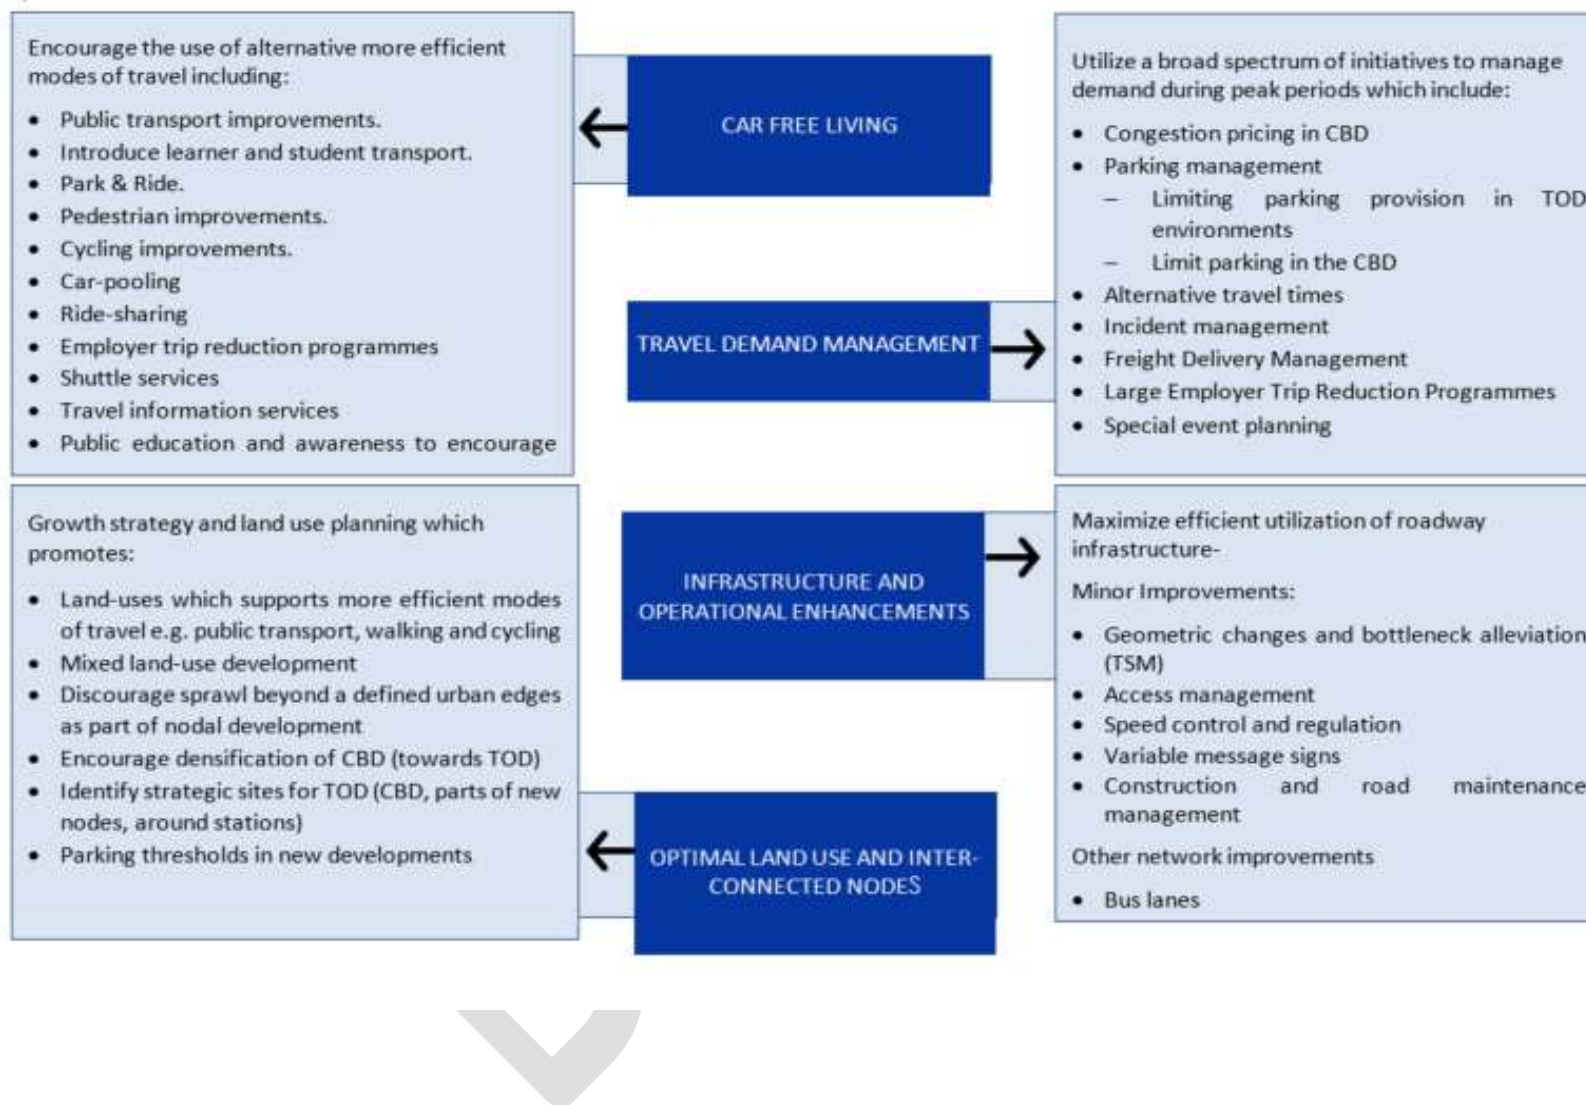 Encourage the use of alternative more efficient
modes of travel including:
• Public transport improvements.
• Introduce learner and student transport.
• Park & Ride.
• Pedestrian improvements.
• Cycling improvements.
• Car-pooling
• Ride-sharing
• Employer trip reduction programmes
• Shuttle services
• Travel information services
• Public education and awareness to encourage
CAR FREE LIVING
Utilize a broad spectrum of initiatives to manage
demand during peak periods which include:
• Congestion pricing in CBD
• Parking management
– Limiting parking provision in TOD
environments
– Limit parking in the CBD
• Alternative travel times
• Incident management
• Freight Delivery Management
• Large Employer Trip Reduction Programmes
• Special event planning
TRAVEL DEMAND MANAGEMENT
Growth strategy and land use planning which
promotes:
• Land-uses which supports more efficient modes
of travel e.g. public transport, walking and cycling
• Mixed land-use development
• Discourage sprawl beyond a defined urban edges
as part of nodal development
• Encourage densification of CBD (towards TOD)
• Identify strategic sites for TOD (CBD, parts of new
nodes, around stations)
• Parking thresholds in new developments
INFRASTRUCTURE AND
OPERATIONAL ENHANCEMENTS
Maximize efficient utilization of roadway
infrastructure-
Minor Improvements:
• Geometric changes and bottleneck alleviation
(TSM)
• Access management
• Speed control and regulation
• Variable message signs
• Construction and road maintenance
management
Other network improvements
• Bus lanes
OPTIMAL LAND USE AND INTER-
CONNECTED NODES